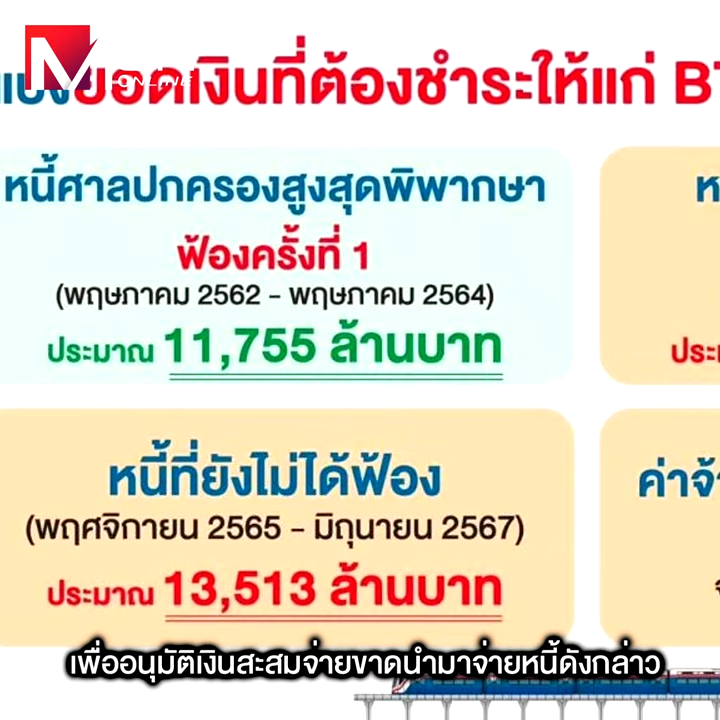 ยอดเงินที่ต้องชำระให้แก่
ONLINE
หนี้ศาลปกครองสูงสุดพิพากษา
ฟ้องครั้งที่ 1
(พฤษภาคม 2562 - พฤษภาคม 2564)
ประมาณ 11,755 ล้านบาท
หนี้ที่ยังไม่ได้ฟ้อง
(พฤศจิกายน 2565 - มิถุนายน 2567)
ประมาณ 13,513 ล้านบาท
เพื่ออนุมัติเงินสะสมจ่ายขาดนำมาจ่ายหนี้ดังกล่าว